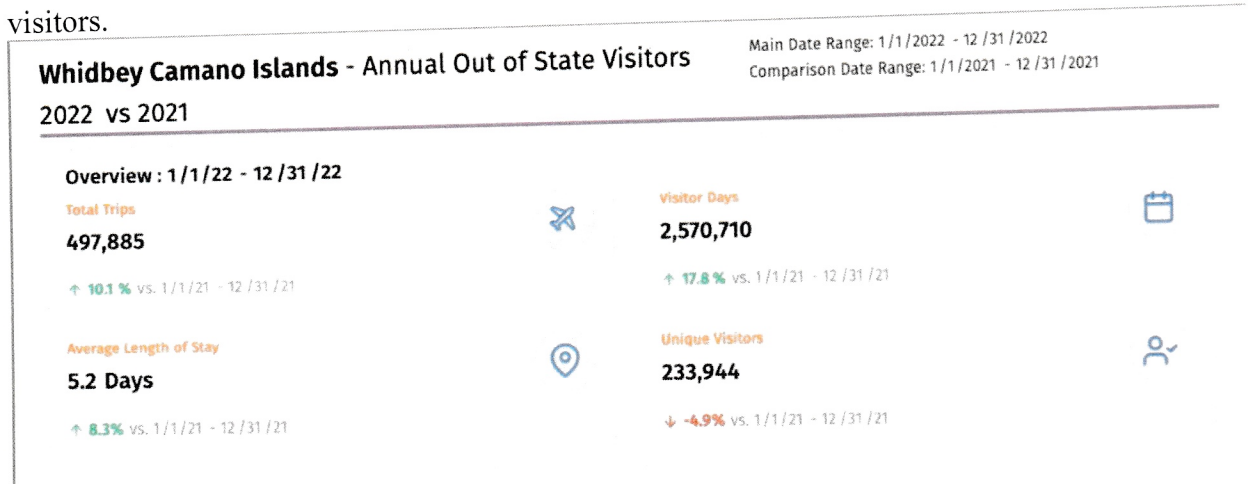 visitors.
Whidbey Camano Islands - Annual Out of State Visitors
2022 vs 2021
Main Date Range: 1/1/2022 - 12/31/2022
Comparison Date Range: 1/1/2021 - 12/31/2021
Overview : 1/1/22 - 12/31/22
Total Trips
497,885
↑ 10.1% vs. 1/1/21 - 12/31/21
Visitor Days
2,570,710
↑ 17.8% vs. 1/1/21 - 12/31/21
Average Length of Stay
5.2 Days
↑ 8.3% vs. 1/1/21 - 12/31/21
Unique Visitors
233,944
↓ -4.9% vs. 1/1/21 - 12/31/21